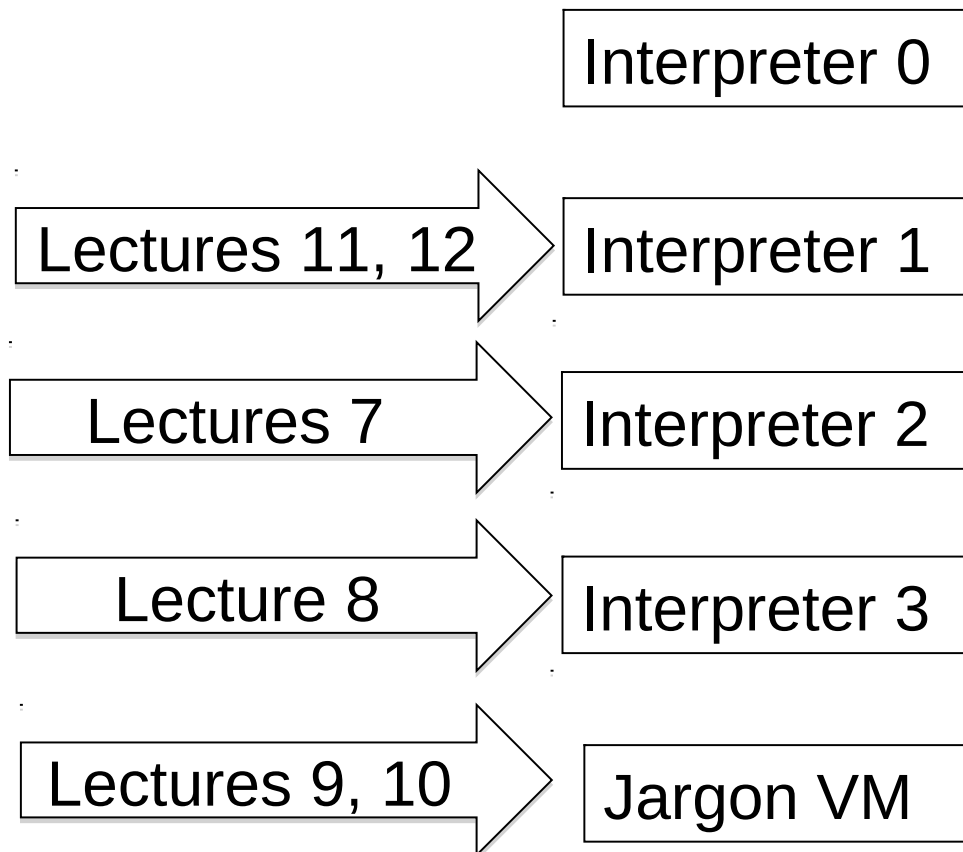 Interpreter 0
Lectures 11, 12
Interpreter 1
Lectures 7
Interpreter 2
Lecture 8
Interpreter 3
Lectures 9, 10
Jargon VM